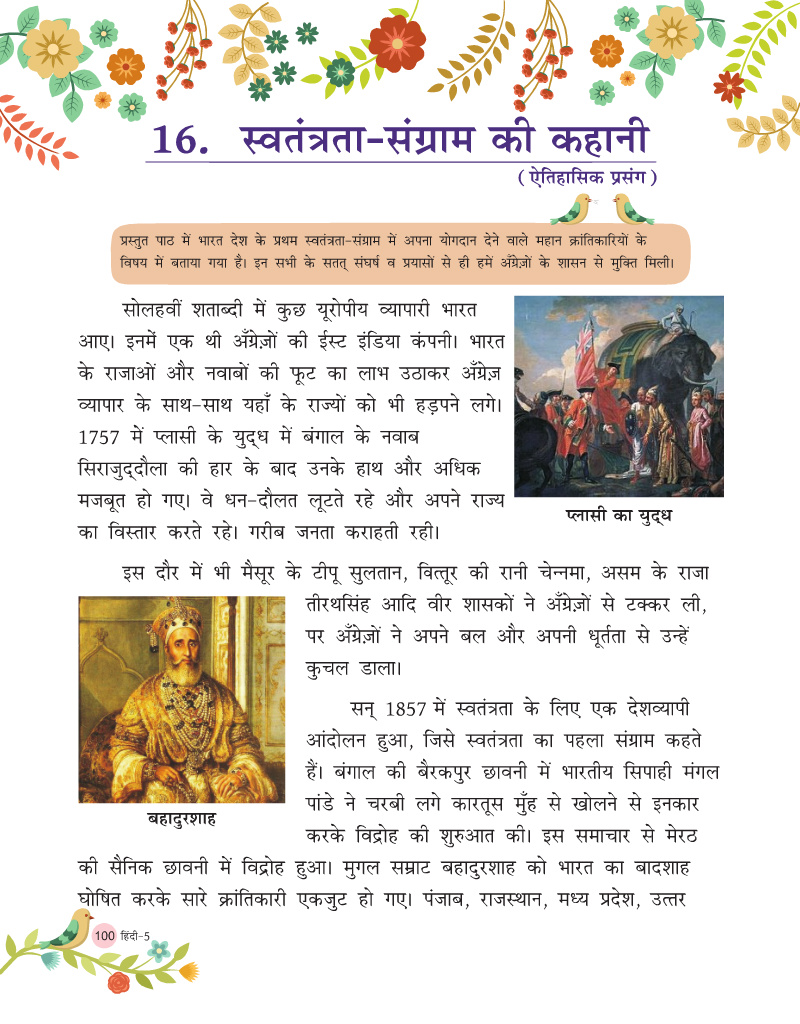 16. स्वतंत्रता-संग्राम की कहानी
( ऐतिहासिक प्रसंग )
प्रस्तुत पाठ में भारत देश के प्रथम स्वतंत्रता-संग्राम में अपना योगदान देने वाले महान क्रांतिकारियों के
विषय में बताया गया है। इन सभी के सतत् संघर्ष व प्रयासों से ही हमें अँग्रेज़ों के शासन से मुक्ति मिली।
सोलहवीं शताब्दी में कुछ यूरोपीय व्यापारी भारत
आए। इनमें एक थी अँग्रेज़ों की ईस्ट इंडिया कंपनी। भारत
के राजाओं और नवाबों की फूट का लाभ उठाकर अँग्रेज़
व्यापार के साथ-साथ यहाँ के राज्यों को भी हड़पने लगे।
1757 में प्लासी के युद्ध में बंगाल के नवाब
सिराजुद्दौला की हार के बाद उनके हाथ और अधिक
मजबूत हो गए। वे धन-दौलत लूटते रहे और अपने राज्य
का विस्तार करते रहे। गरीब जनता कराहती रही।
प्लासी का युद्ध
इस दौर में भी मैसूर के टीपू सुलतान, वित्तूर की रानी चेन्नमा, असम के राजा
तीरथसिंह आदि वीर शासकों ने अँग्रेज़ों से टक्कर ली,
पर अँग्रेज़ों ने अपने बल और अपनी धूर्तता से उन्हें
कुचल डाला।
सन् 1857 में स्वतंत्रता के लिए एक देशव्यापी
आंदोलन हुआ, जिसे स्वतंत्रता का पहला संग्राम कहते
हैं। बंगाल की बैरकपुर छावनी में भारतीय सिपाही मंगल
पांडे ने चरबी लगे कारतूस मुँह से खोलने से इनकार
करके विद्रोह की शुरुआत की। इस समाचार से मेरठ
बहादुरशाह
की सैनिक छावनी में विद्रोह हुआ। मुगल सम्राट बहादुरशाह को भारत का बादशाह
घोषित करके सारे क्रांतिकारी एकजुट हो गए। पंजाब, राजस्थान, मध्य प्रदेश, उत्तर
100 हिंदी-5